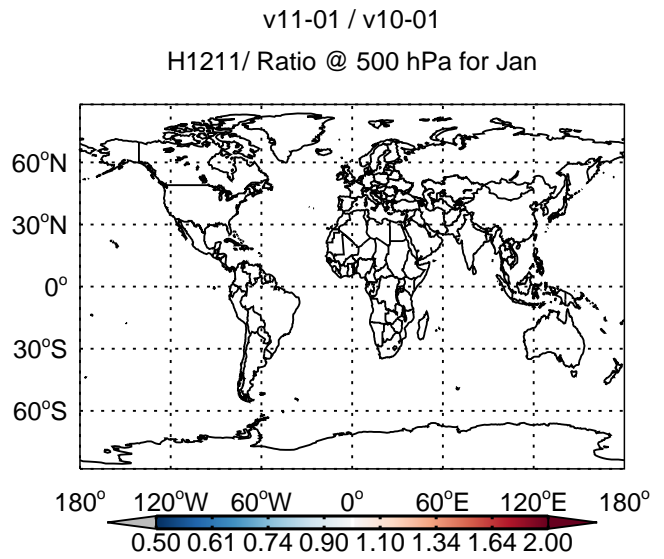 v11-01 / v10-01
H1211/ Ratio @ 500 hPa for Jan
60°N
30°N
0°
30°S
60°S
180° 120°W 60°W 0° 60°E 120°E 180°
0.50 0.61 0.74 0.90 1.10 1.34 1.64 2.00